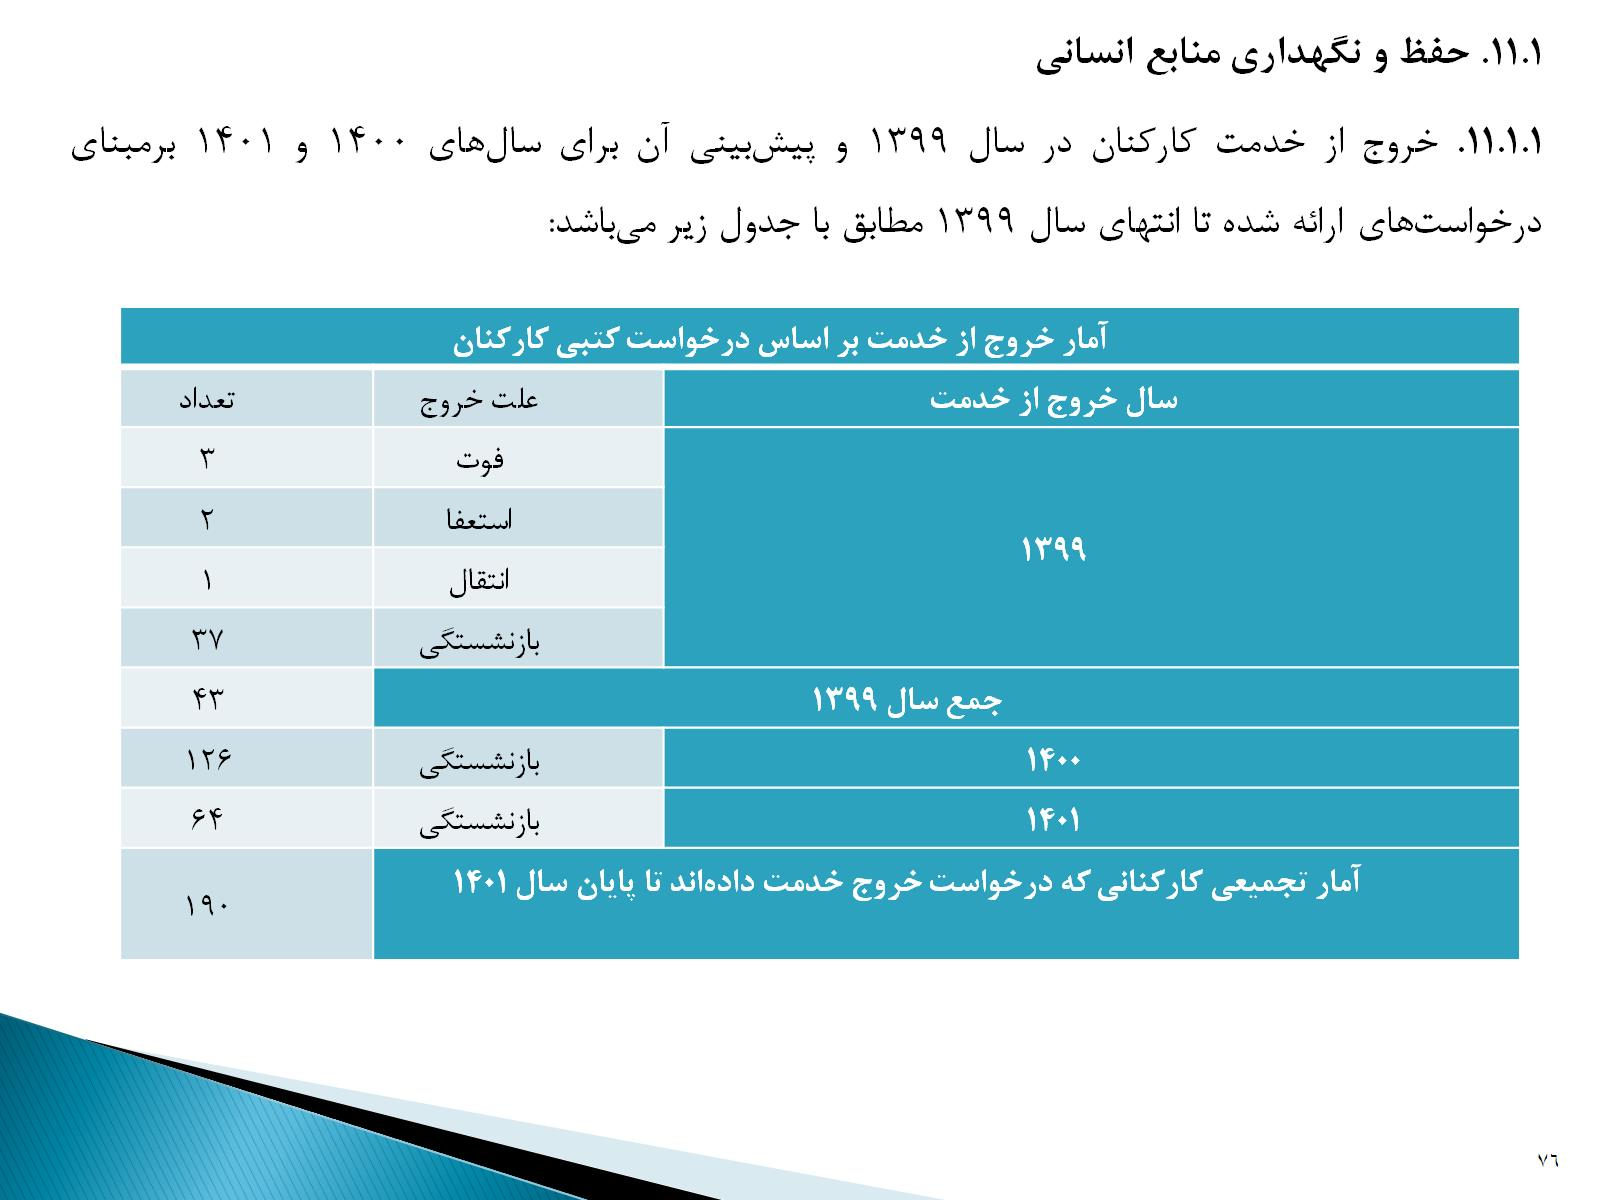 ۱۱.۱. حفظ و نگهداری منابع انسانی
۱۱.۱.۱. خروج از خدمت کارکنان در سال ۱۳۹۹ و پیش‌بینی آن برای سال‌های ۱۴۰۰ و ۱۴۰۱ برمبنای
درخواست‌های ارائه شده تا انتهای سال ۱۳۹۹ مطابق با جدول زیر می‌باشد:
آمار خروج از خدمت بر اساس درخواست کتبی کارکنان
سال خروج از خدمت علت خروج تعداد
۱۳۹۹ فوت ۳
استعفا ۲
انتقال ۱
بازنشستگی ۳۷
جمع سال ۱۳۹۹ ۴۳
۱۴۰۰ بازنشستگی ۱۲۶
۱۴۰۱ بازنشستگی ۶۴
آمار تجمیعی کارکنانی که درخواست خروج خدمت داده‌اند تا پایان سال ۱۴۰۱ ۱۹۰
۷٦